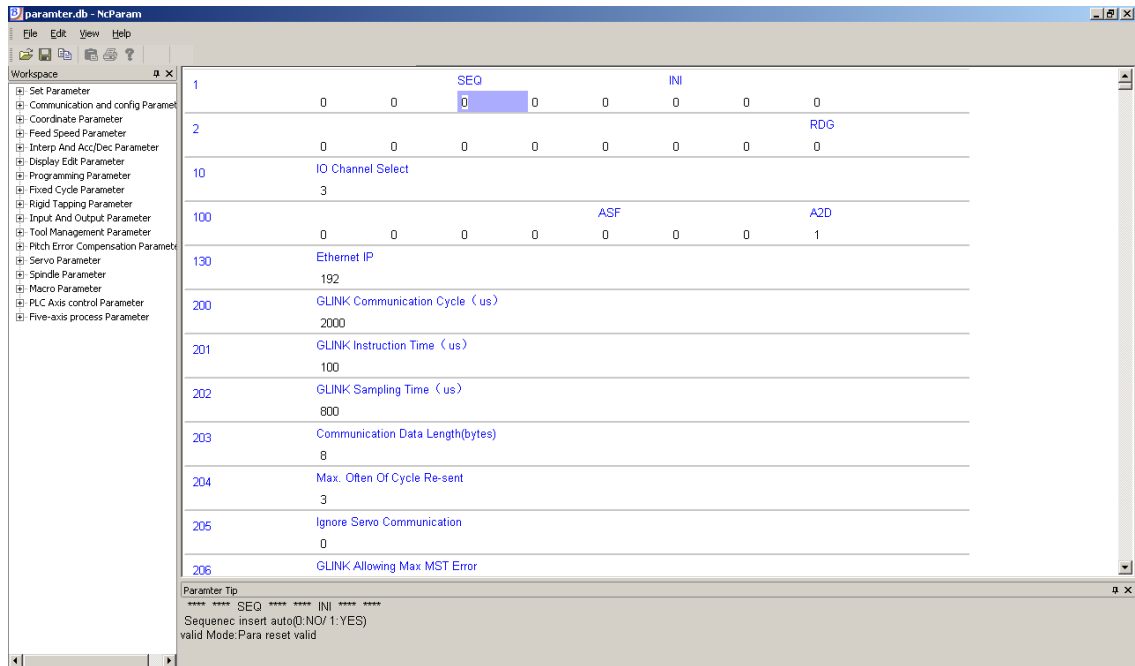 paramter.db - NcParam
File Edit View Help
Workspace
Set Parameter
Communication and config Paramet
Coordinate Parameter
Feed Speed Parameter
Interp And Acc/Dec Parameter
Display Edit Parameter
Programming Parameter
Fixed Cycle Parameter
Rigid Tapping Parameter
Input And Output Parameter
Tool Management Parameter
Pitch Error Compensation Paramete
Servo Parameter
Spindle Parameter
Macro Parameter
PLC Axis control Parameter
Five-axis process Parameter
1 SEQ INI
0 0 0 0 0 0 0 0
2 RDG
0 0 0 0 0 0 0 0
10 IO Channel Select
3
100 ASF A2D
0 0 0 0 0 0 0 1
130 Ethernet IP
192
200 GLINK Communication Cycle（us）
2000
201 GLINK Instruction Time（us）
100
202 GLINK Sampling Time（us）
800
203 Communication Data Length(bytes)
8
204 Max. Often Of Cycle Re-sent
3
205 Ignore Servo Communication
0
206 GLINK Allowing Max MST Error
Paramter Tip
**** **** SEQ **** **** INI **** ****
Sequenec insert auto(0:NO/ 1:YES)
valid Mode:Para reset valid